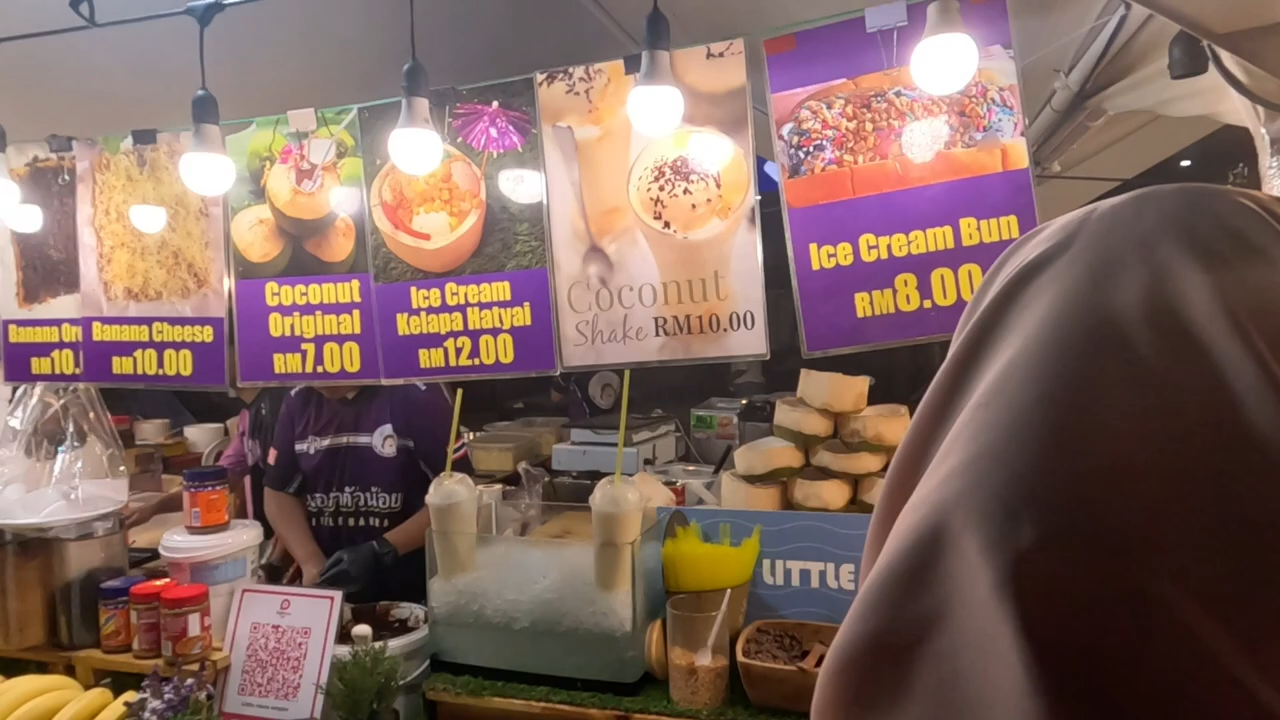 Banana Ore
RM10.
Banana Cheese
RM10.00
Coconut
Original
RM7.00
Ice Cream
Kelapa Hatyai
RM12.00
Coconut
Shake RM10.00
Ice Cream Bun
RM8.00
LITTLE